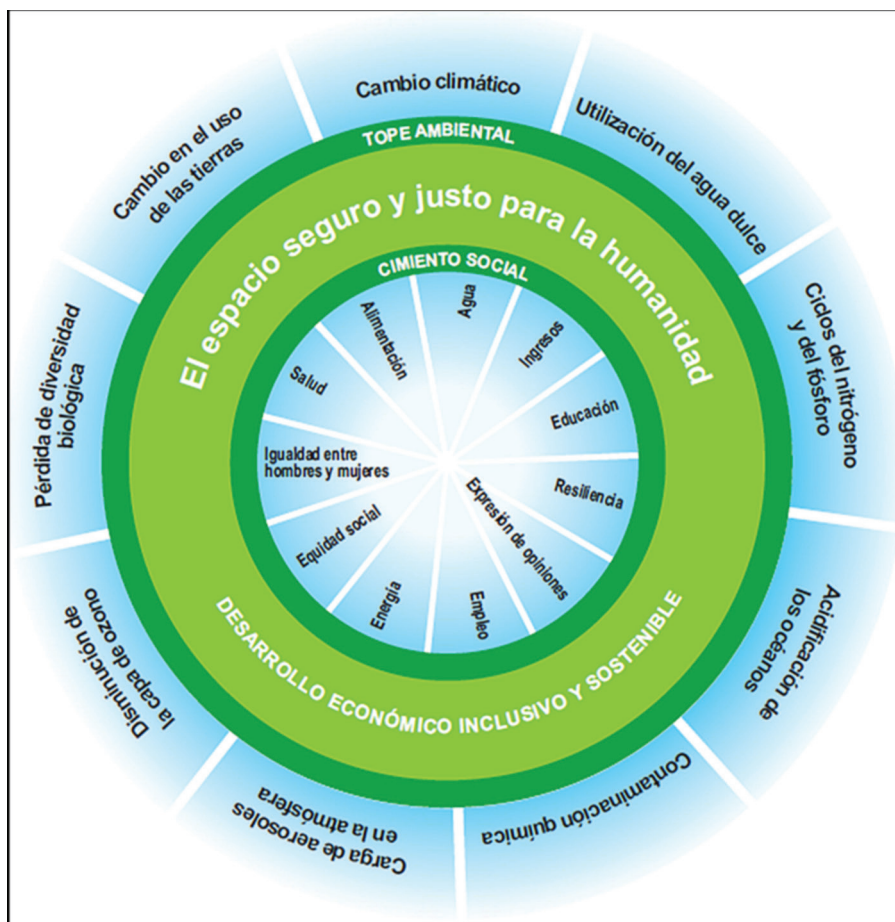 Cambio climático
Utilización del agua dulce
Ciclos del nitrógeno
y del fósforo
Acidificación de
los océanos
Contaminación química
Carga de aerosoles
en la atmósfera
Disminución de
la capa de ozono
Pérdida de diversidad
biológica
Cambio en el uso
de las tierras
TOPE AMBIENTAL
El espacio seguro y justo para la humanidad
CIMIENTO SOCIAL
Agua
Ingresos
Educación
Resiliencia
Expresión de opiniones
Empleo
Energía
Equidad social
Igualdad entre
hombres y mujeres
Salud
Alimentación
DESARROLLO ECONÓMICO INCLUSIVO Y SOSTENIBLE